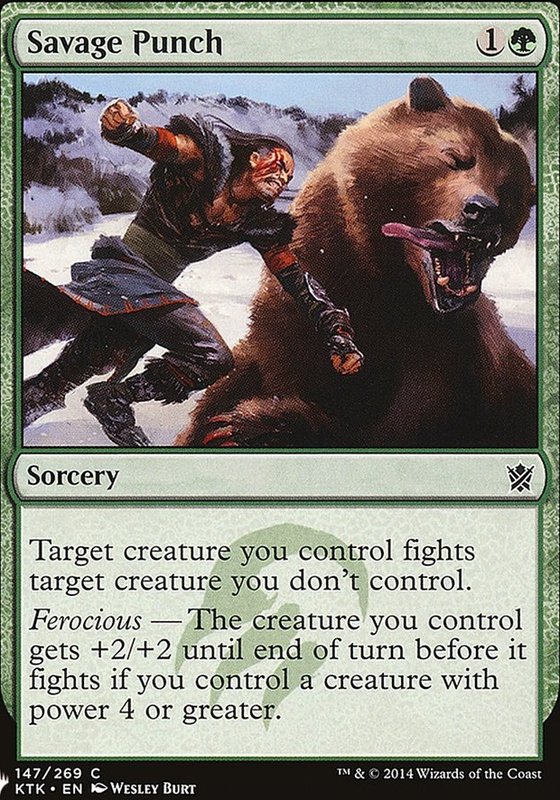 Savage Punch 1
Sorcery
Target creature you control fights
target creature you don't control.
Ferocious — The creature you control
gets +2/+2 until end of turn before it
fights if you control a creature with
power 4 or greater.
147/269 C
KTK • EN Wesley Burt
™ & © 2014 Wizards of the Coast